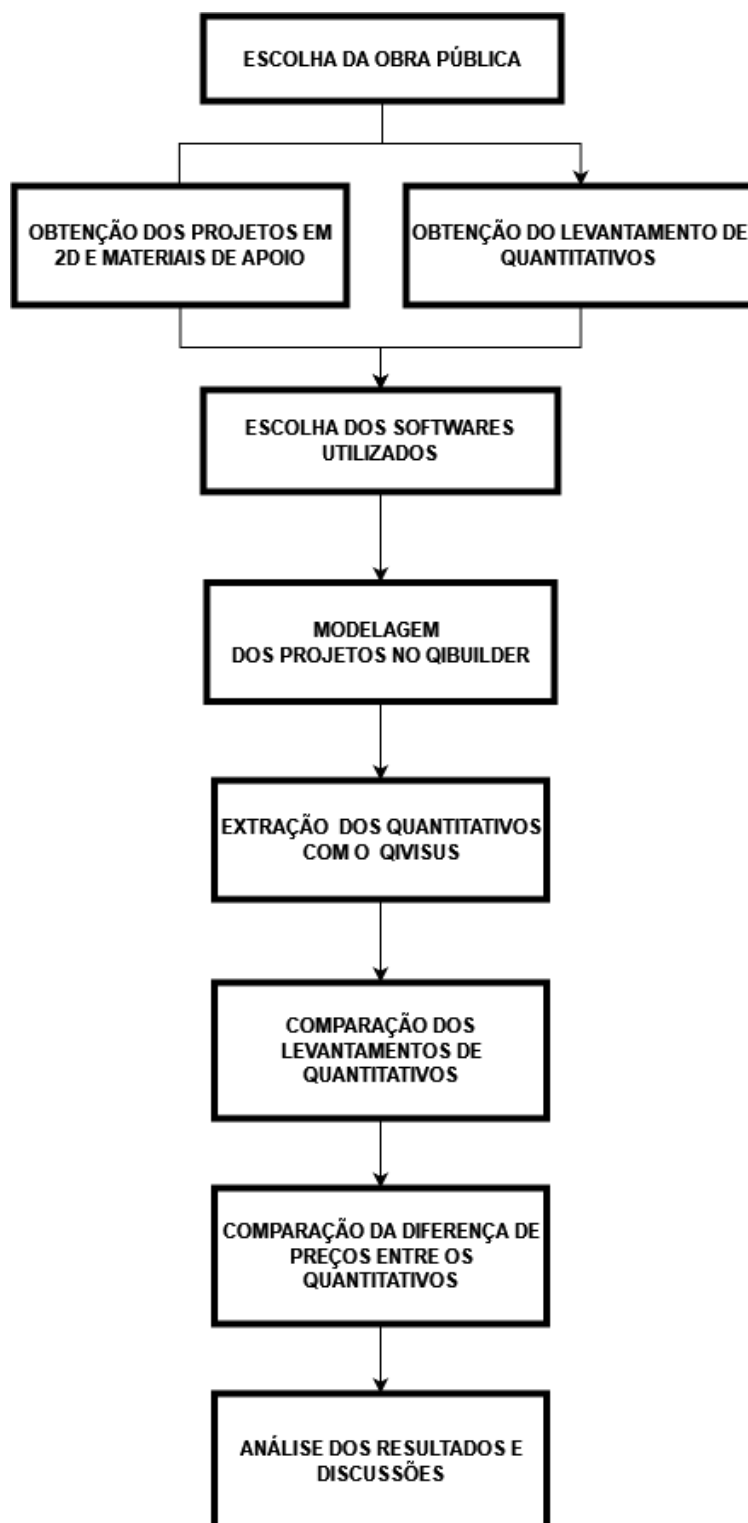 ESCOLHA DA OBRA PÚBLICA
OBTENÇÃO DOS PROJETOS EM
2D E MATERIAIS DE APOIO
OBTENÇÃO DO LEVANTAMENTO DE
QUANTITATIVOS
ESCOLHA DOS SOFTWARES
UTILIZADOS
MODELAGEM
DOS PROJETOS NO QIBUILDER
EXTRAÇÃO DOS QUANTITATIVOS
COM O QIVISUS
COMPARAÇÃO DOS
LEVANTAMENTOS DE
QUANTITATIVOS
COMPARAÇÃO DA DIFERENÇA DE
PREÇOS ENTRE OS
QUANTITATIVOS
ANÁLISE DOS RESULTADOS E
DISCUSSÕES